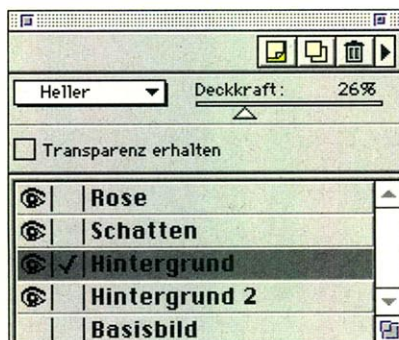 Heller Deckkraft: 26%
Transparenz erhalten
Rose
Schatten
Hintergrund
Hintergrund 2
Basisbild